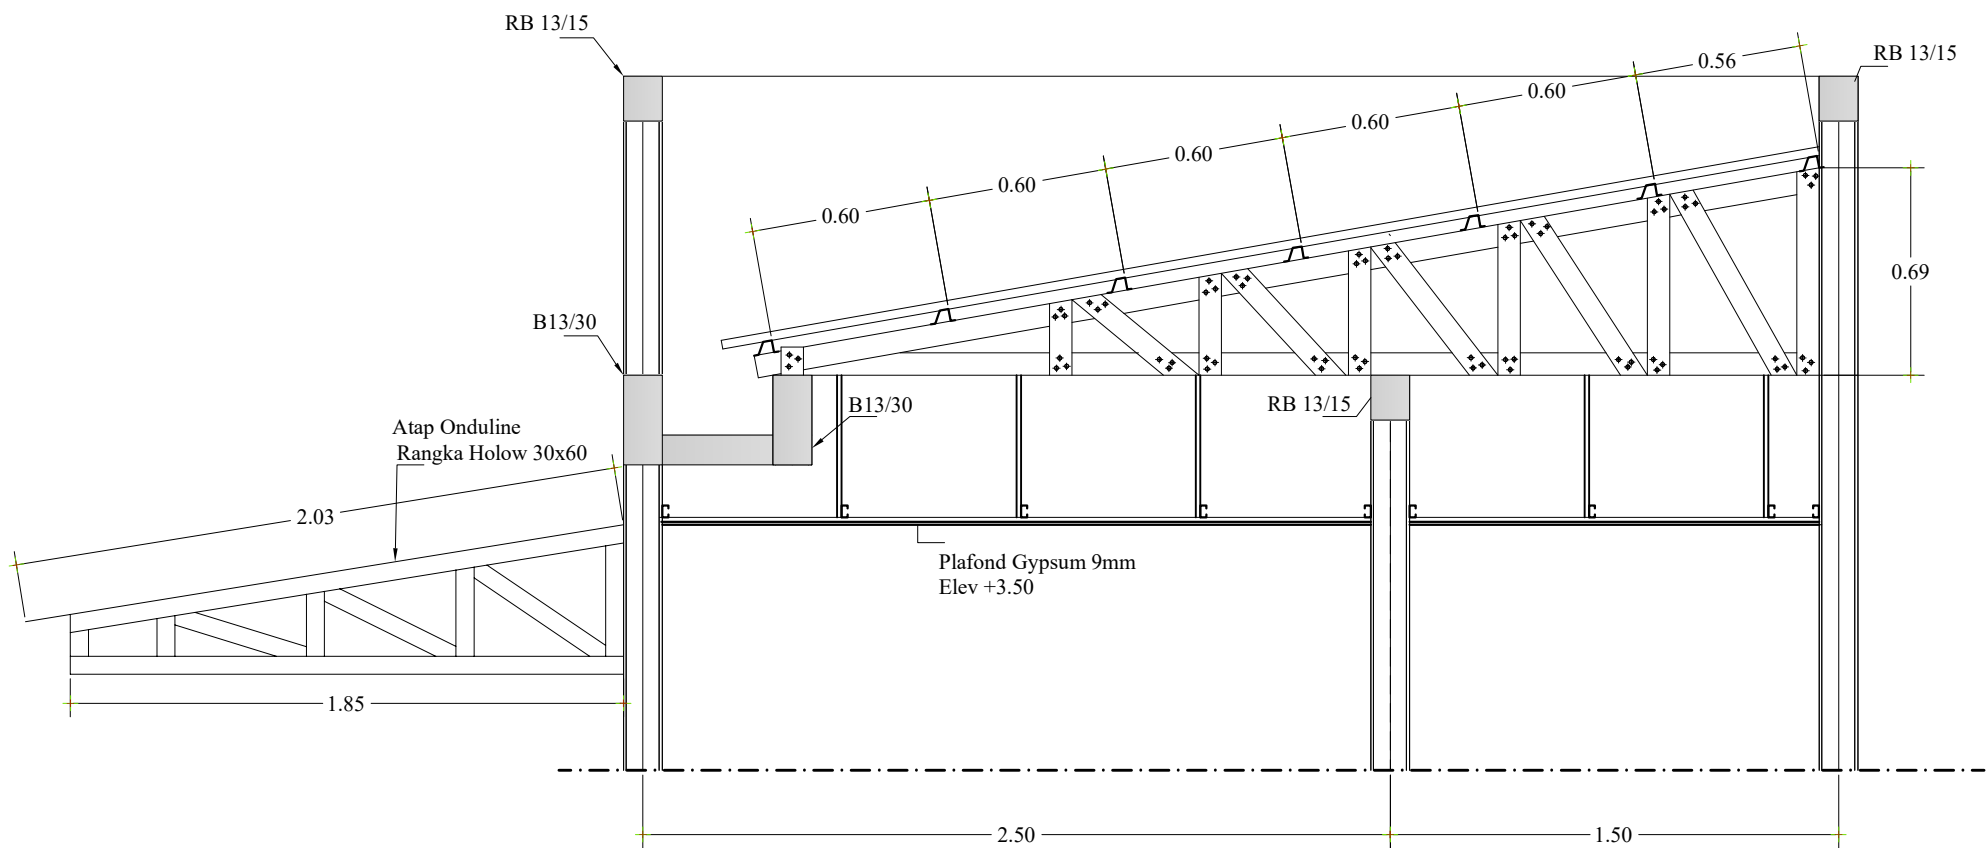 RB 13/15
RB 13/15
0.56
0.60
0.60
0.60
0.60
0.60
0.69
B13/30
B13/30
RB 13/15
Atap Onduline
Rangka Holow 30x60
2.03
Plafond Gypsum 9mm
Elev +3.50
1.85
2.50
1.50